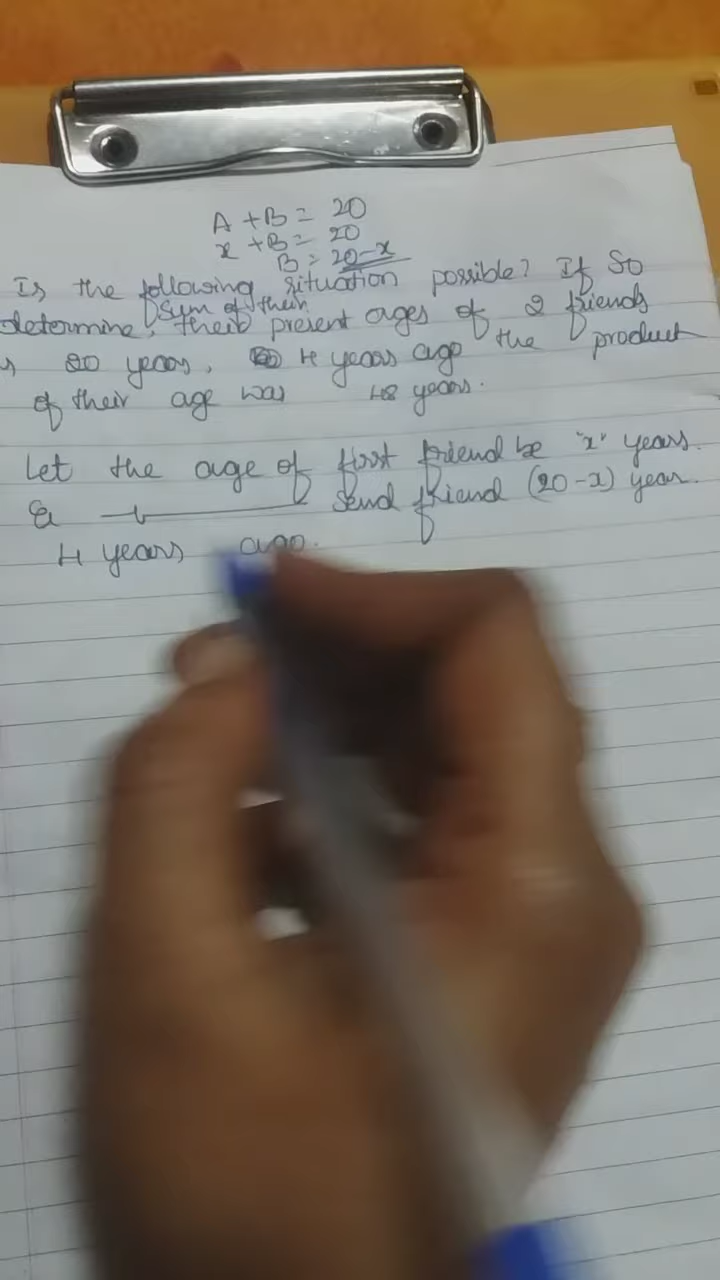 A + B = 20
x + B = 20
B = 20 - x
Is the following situation possible? If So
Sum of their
determine, their present ages of 2 friends
20 years, 4 years ago the product
of their age was 48 years.
Let the age of first friend be "x" years.
& Send friend (20-x) year.
4 years ago.